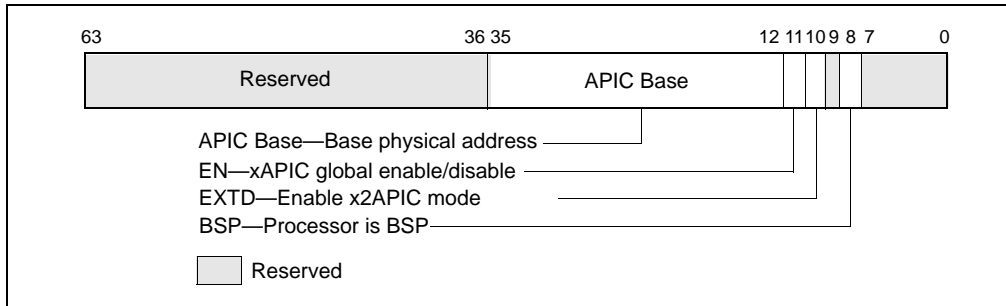 63 36 35 12 11 10 9 8 7 0
Reserved APIC Base
APIC Base—Base physical address
EN—xAPIC global enable/disable
EXTD—Enable x2APIC mode
BSP—Processor is BSP
Reserved